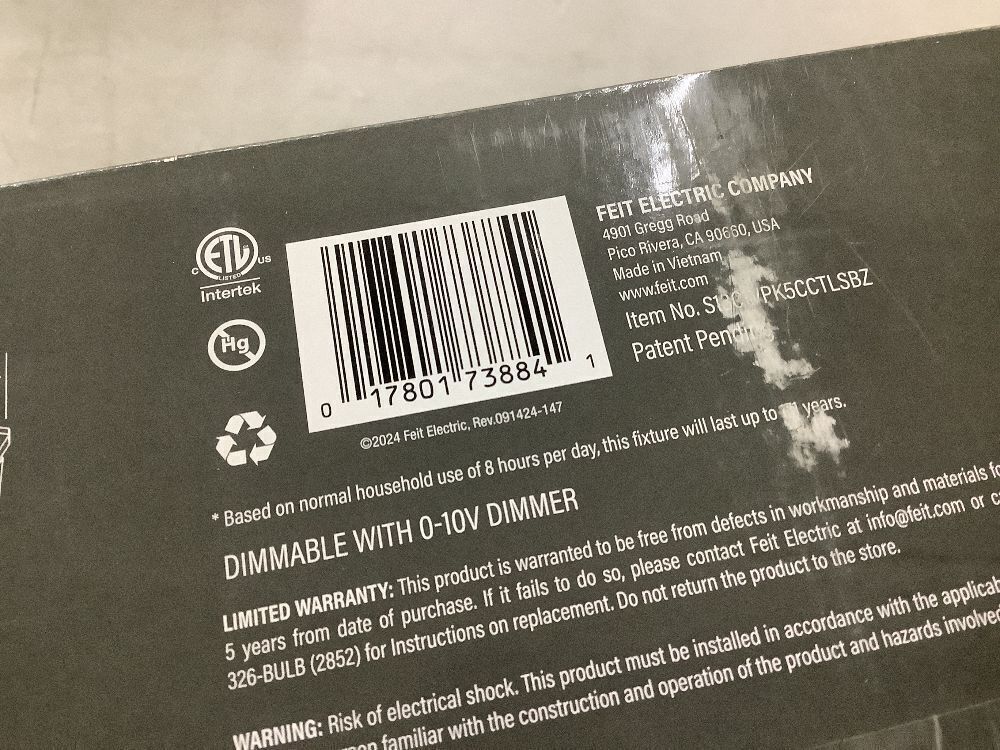 FEIT ELECTRIC COMPANY
4901 Gregg Road
Pico Rivera, CA 90660, USA
Made in Vietnam
www.feit.com
Item No.
Patent Pending
C ETL US
LISTED
Intertek
Hg
0 17801 73884 1
©2024 Feit Electric, Rev.091424-147
* Based on normal household use of 8 hours per day, this fixture will last up to years.
DIMMABLE WITH 0-10V DIMMER
LIMITED WARRANTY: This product is warranted to be free from defects in workmanship and materials
5 years from date of purchase. If it fails to do so, please contact Feit Electric at info@feit.com or
326-BULB (2852) for Instructions on replacement. Do not return the product to the store.
WARNING: Risk of electrical shock. This product must be installed in accordance with the
familiar with the construction and operation of the product and hazards